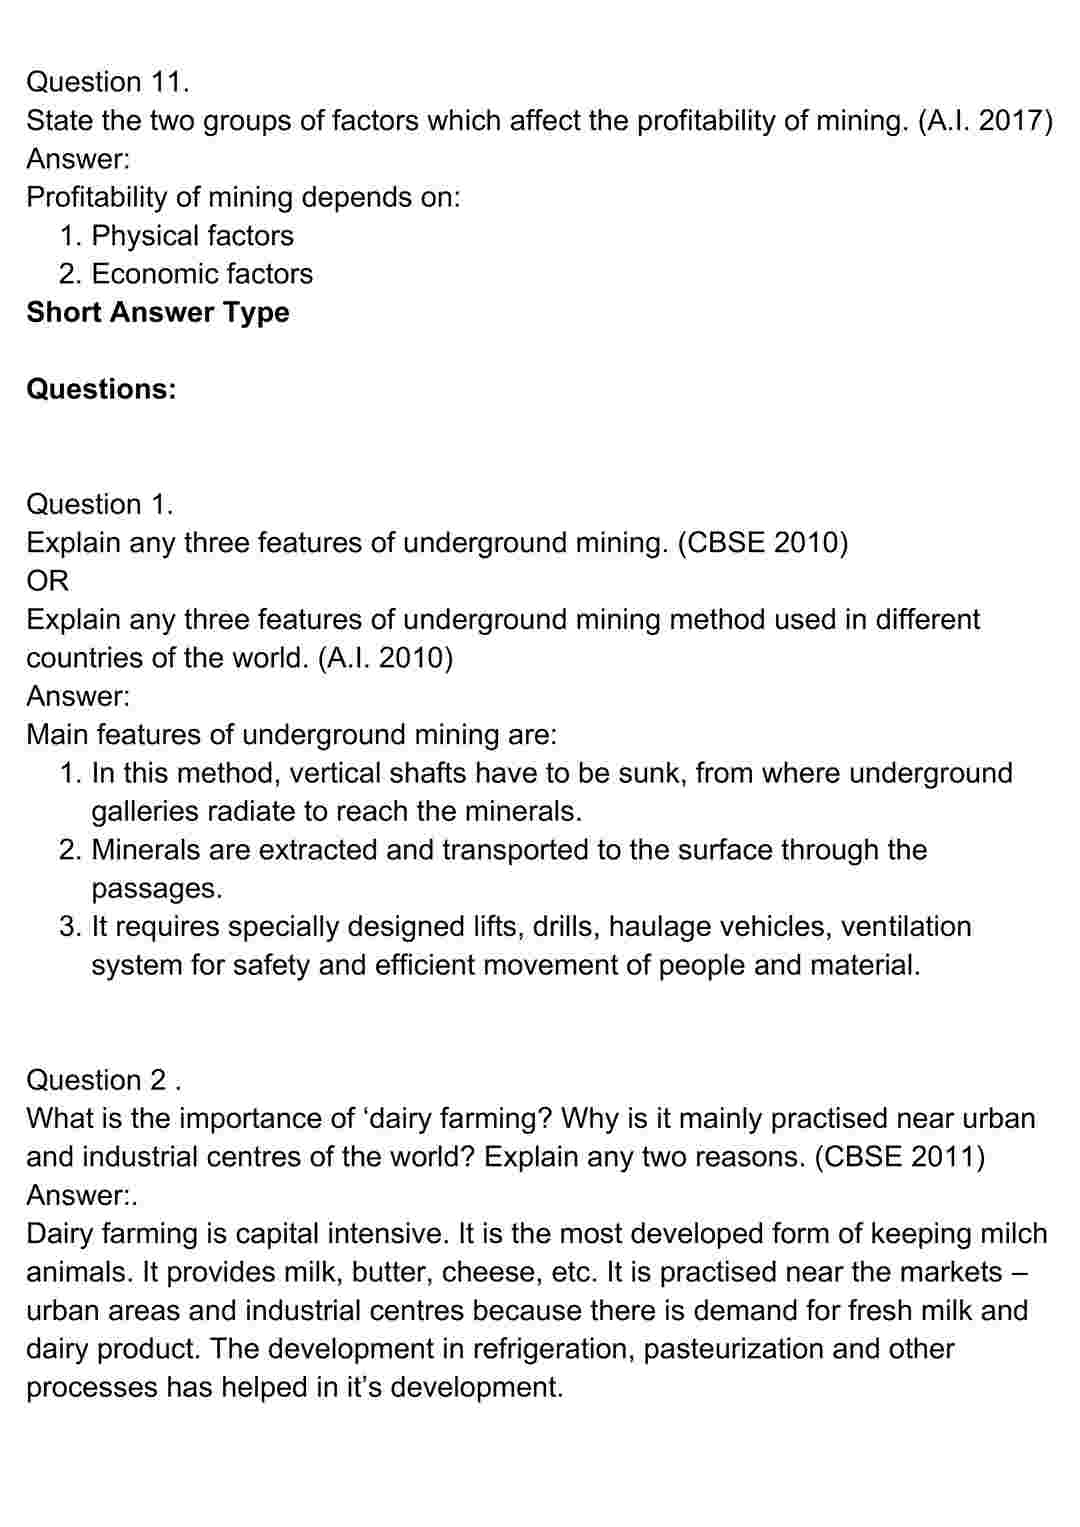 Question 11.
State the two groups of factors which affect the profitability of mining. (A.I. 2017)
Answer:
Profitability of mining depends on:
1. Physical factors
2. Economic factors
Short Answer Type
Questions:
Question 1.
Explain any three features of underground mining. (CBSE 2010)
OR
Explain any three features of underground mining method used in different
countries of the world. (A.I. 2010)
Answer:
Main features of underground mining are:
1. In this method, vertical shafts have to be sunk, from where underground
galleries radiate to reach the minerals.
2. Minerals are extracted and transported to the surface through the
passages.
3. It requires specially designed lifts, drills, haulage vehicles, ventilation
system for safety and efficient movement of people and material.
Question 2 .
What is the importance of ‘dairy farming? Why is it mainly practised near urban
and industrial centres of the world? Explain any two reasons. (CBSE 2011)
Answer:.
Dairy farming is capital intensive. It is the most developed form of keeping milch
animals. It provides milk, butter, cheese, etc. It is practised near the markets –
urban areas and industrial centres because there is demand for fresh milk and
dairy product. The development in refrigeration, pasteurization and other
processes has helped in it’s development.